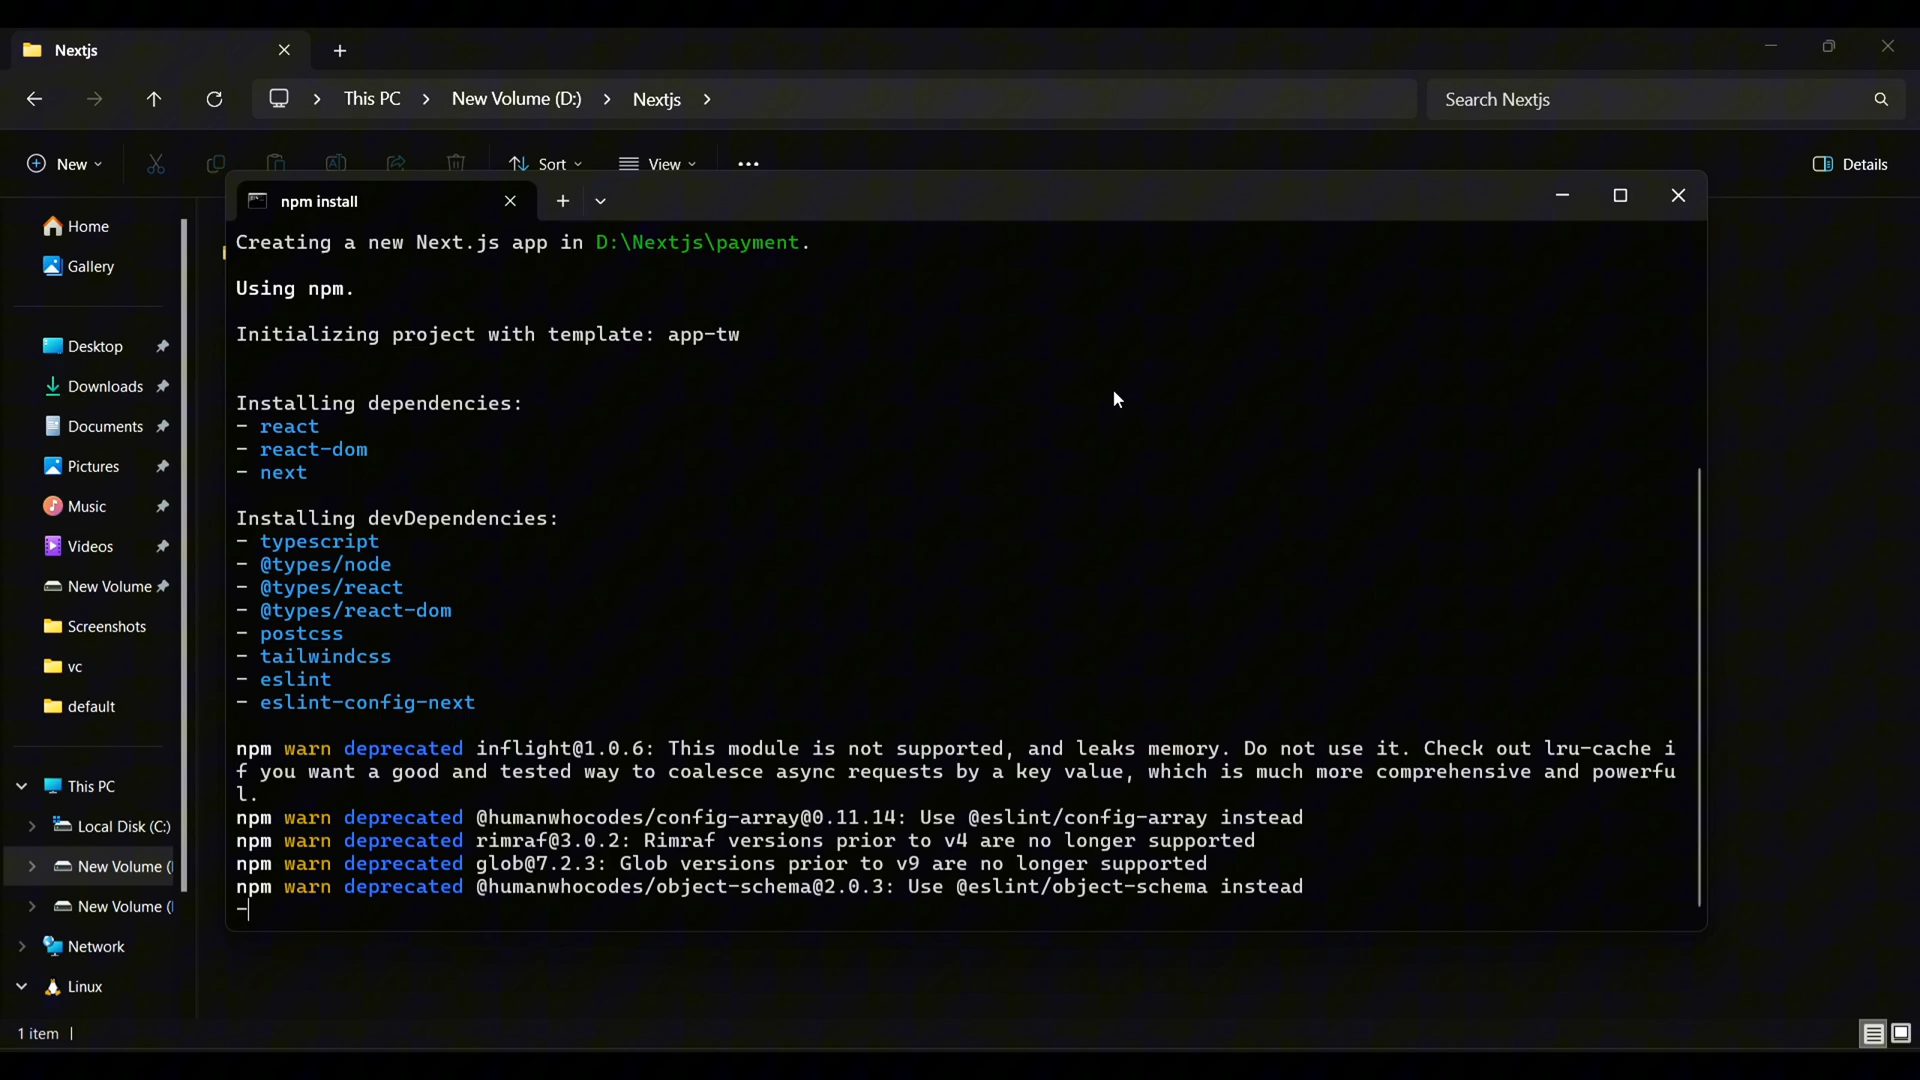 Nextjs
This PC
New Volume (D:)
Nextjs
Search Nextjs
New
Sort
View
Details
npm install
Home
Gallery
Desktop
Downloads
Documents
Pictures
Music
Videos
New Volume
Screenshots
vc
default
This PC
Local Disk (C:)
New Volume (
New Volume (
Network
Linux
1 item
Creating a new Next.js app in D:\Nextjs\payment.
Using npm.
Initializing project with template: app-tw
Installing dependencies:
- react
- react-dom
- next
Installing devDependencies:
- typescript
- @types/node
- @types/react
- @types/react-dom
- postcss
- tailwindcss
- eslint
- eslint-config-next
npm warn deprecated inflight@1.0.6: This module is not supported, and leaks memory. Do not use it. Check out lru-cache i
f you want a good and tested way to coalesce async requests by a key value, which is much more comprehensive and powerfu
l.
npm warn deprecated @humanwhocodes/config-array@0.11.14: Use @eslint/config-array instead
npm warn deprecated rimraf@3.0.2: Rimraf versions prior to v4 are no longer supported
npm warn deprecated glob@7.2.3: Glob versions prior to v9 are no longer supported
npm warn deprecated @humanwhocodes/object-schema@2.0.3: Use @eslint/object-schema instead
-